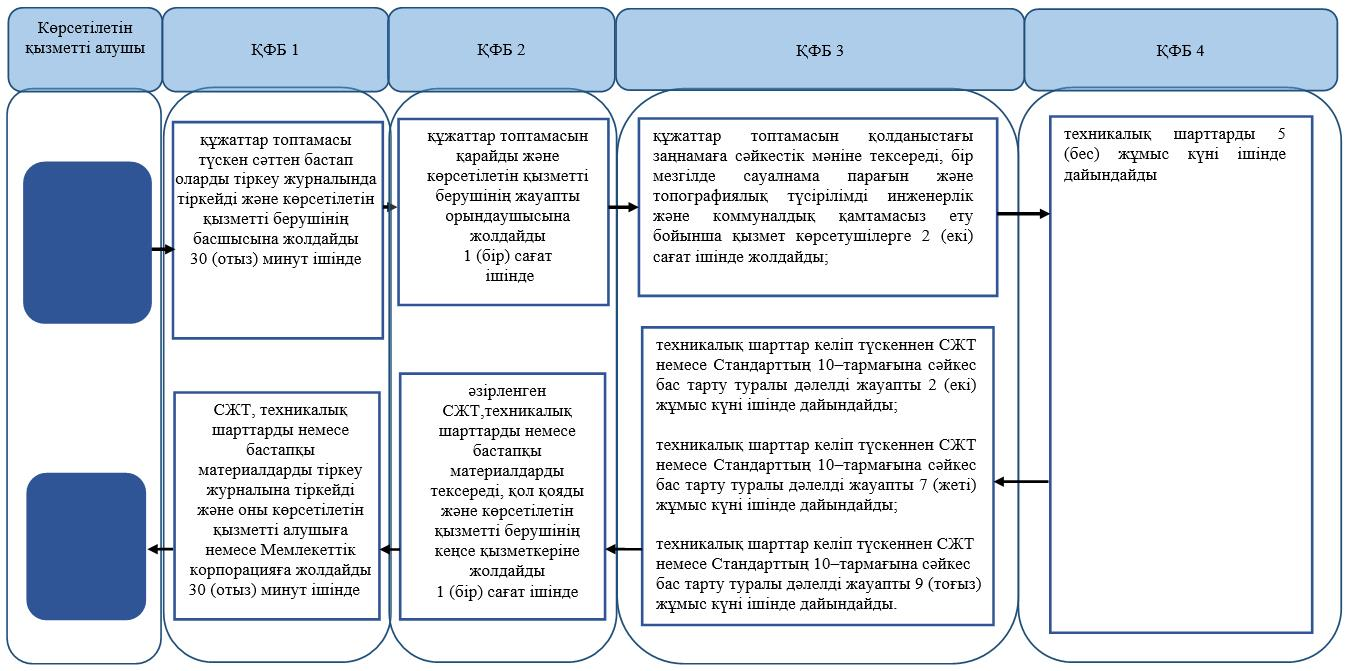 Көрсетілетін
қызметті алушы
ҚФБ 1
ҚФБ 2
ҚФБ 3
ҚФБ 4
құжаттар топтамасы
түскен сәттен бастап
оларды тіркеу журналында
тіркейді және көрсетілетін
қызметті берушінің
басшысына жолдайды
30 (отыз) минут ішінде
құжаттар топтамасын
қарайды және
көрсетілетін қызметті
берушінің жауапты
орындаушысына
жолдайды
1 (бір) сағат
ішінде
құжаттар топтамасын қолданыстағы
заңнамаға сәйкестік мәніне тексереді, бір
мезгілде сауалнама парағын және
топографиялық түсірілімді инженерлік
және коммуналдық қамтамасыз ету
бойынша қызмет көрсетушілерге 2 (екі)
сағат ішінде жолдайды;
техникалық шарттарды 5
(бес) жұмыс күні ішінде
дайындайды
техникалық шарттар келіп түскеннен СЖТ
немесе Стандарттың 10–тармағына сәйкес
бас тарту туралы дәлелді жауапты 2 (екі)
жұмыс күні ішінде дайындайды;
техникалық шарттар келіп түскеннен СЖТ
немесе Стандарттың 10–тармағына сәйкес
бас тарту туралы дәлелді жауапты 7 (жеті)
жұмыс күні ішінде дайындайды;
техникалық шарттар келіп түскеннен СЖТ
немесе Стандарттың 10–тармағына сәйкес
бас тарту туралы дәлелді жауапты 9 (тоғыз)
жұмыс күні ішінде дайындайды.
әзірленген
СЖТ,техникалық
шарттарды немесе
бастапқы
материалдарды
тексереді, қол қояды
және көрсетілетін
қызметті берушінің
кеңсе қызметкеріне
жолдайды
1 (бір) сағат ішінде
СЖТ, техникалық
шарттарды немесе
бастапқы
материалдарды тіркеу
журналына тіркейді
және оны көрсетілетін
қызметті алушыға
немесе Мемлекеттік
корпорацияға жолдайды
30 (отыз) минут ішінде